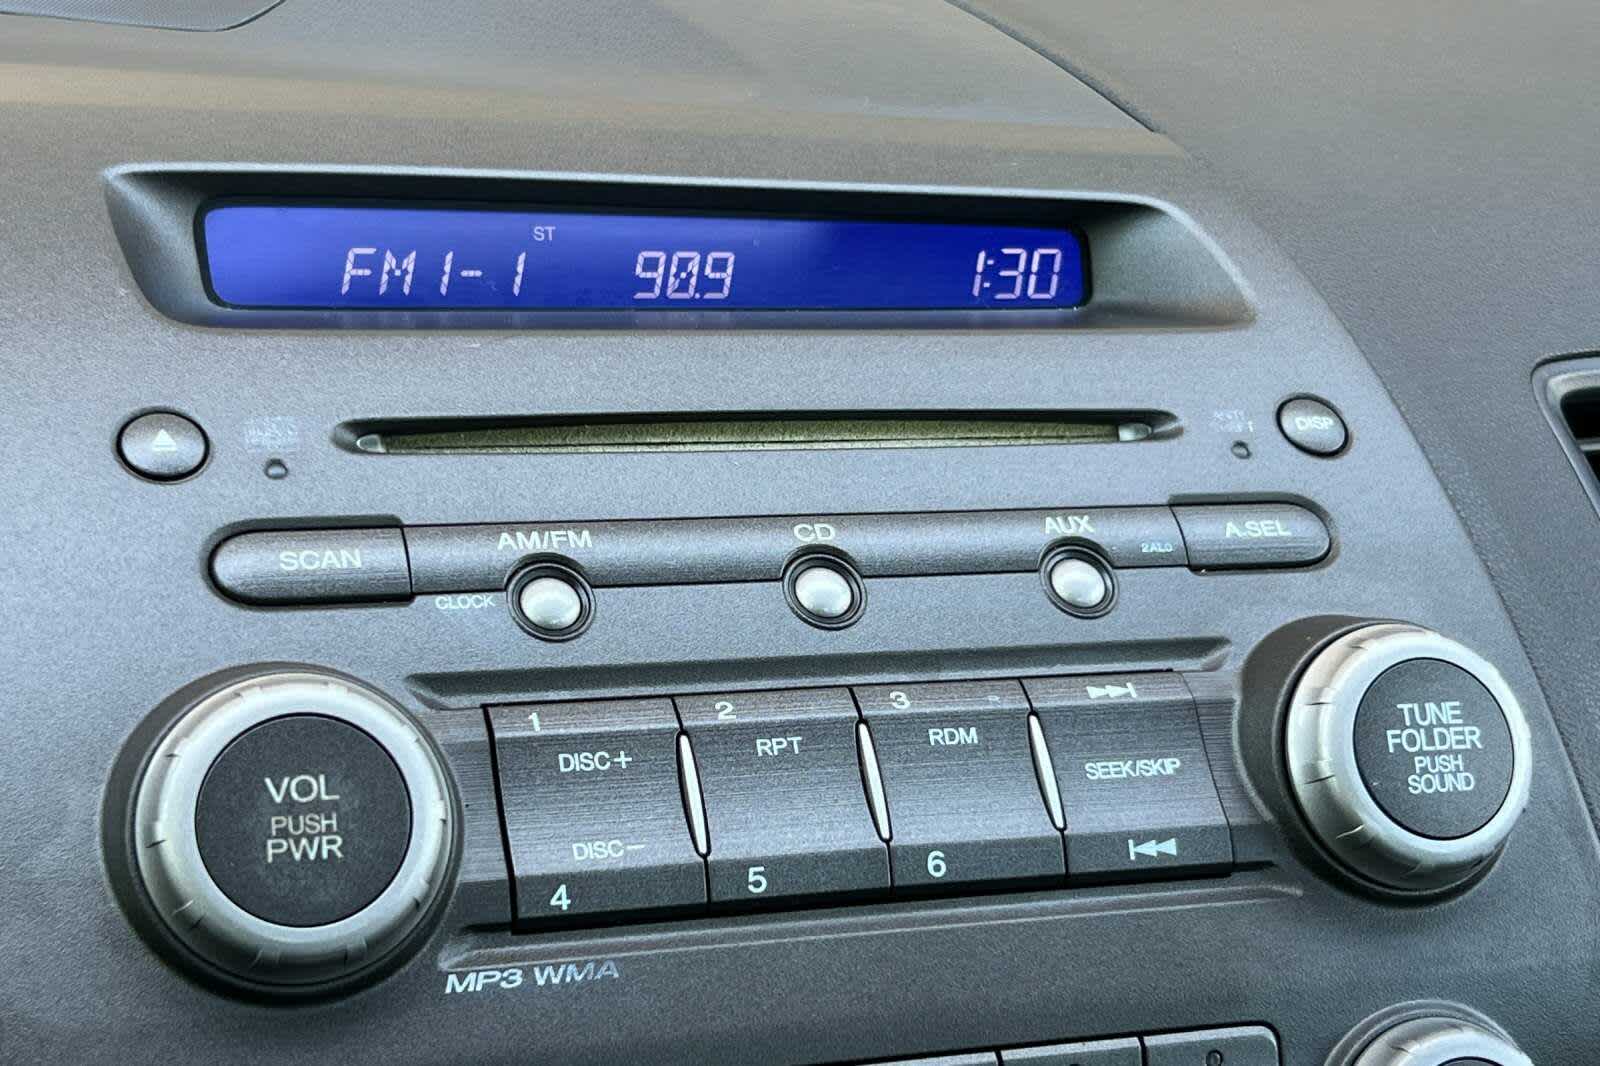 ST
FM1-1 90.9 1:30
DISP
SCAN AM/FM CD AUX A.SEL
CLOCK
1 2 3
DISC+ RPT RDM SEEK/SKIP
DISC-
4 5 6
VOL
PUSH
PWR
TUNE
FOLDER
PUSH
SOUND
MP3 WMA